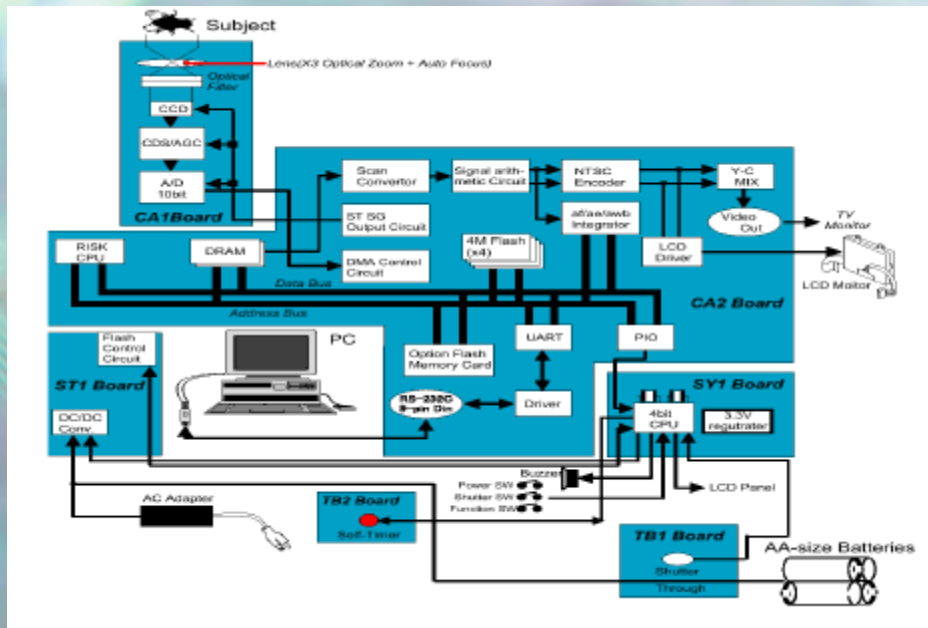 Subject
Lens(X3 Optical Zoom + Auto Focus)
Optical
Filter
CCD
CDS/AGC
A/D
10bit
CA1Board
Scan
Convertor
Signal arith-
metic Circuit
NTSC
Encoder
Y-C
MIX
ST SG
Output Circuit
af/ae/awb
Integrator
Video
Out
TV
Monitor
RISK
CPU
DRAM
4M Flash
(x4)
DMA Control
Circuit
LCD
Driver
LCD Moitor
Data Bus
CA2 Board
Address Bus
Flash
Control
Circuit
PC
Option Flash
Memory Card
UART
PIO
ST1 Board
SY1 Board
DC/DC
Conv.
RS-232C
8-pin Din
Driver
4bit
CPU
3.3V
regutrater
Buzzer
Power SW
Shutter SW
Function SW
LCD Panel
AC Adapter
TB2 Board
Self-Timer
TB1 Board
Shutter
Through
AA-size Batteries